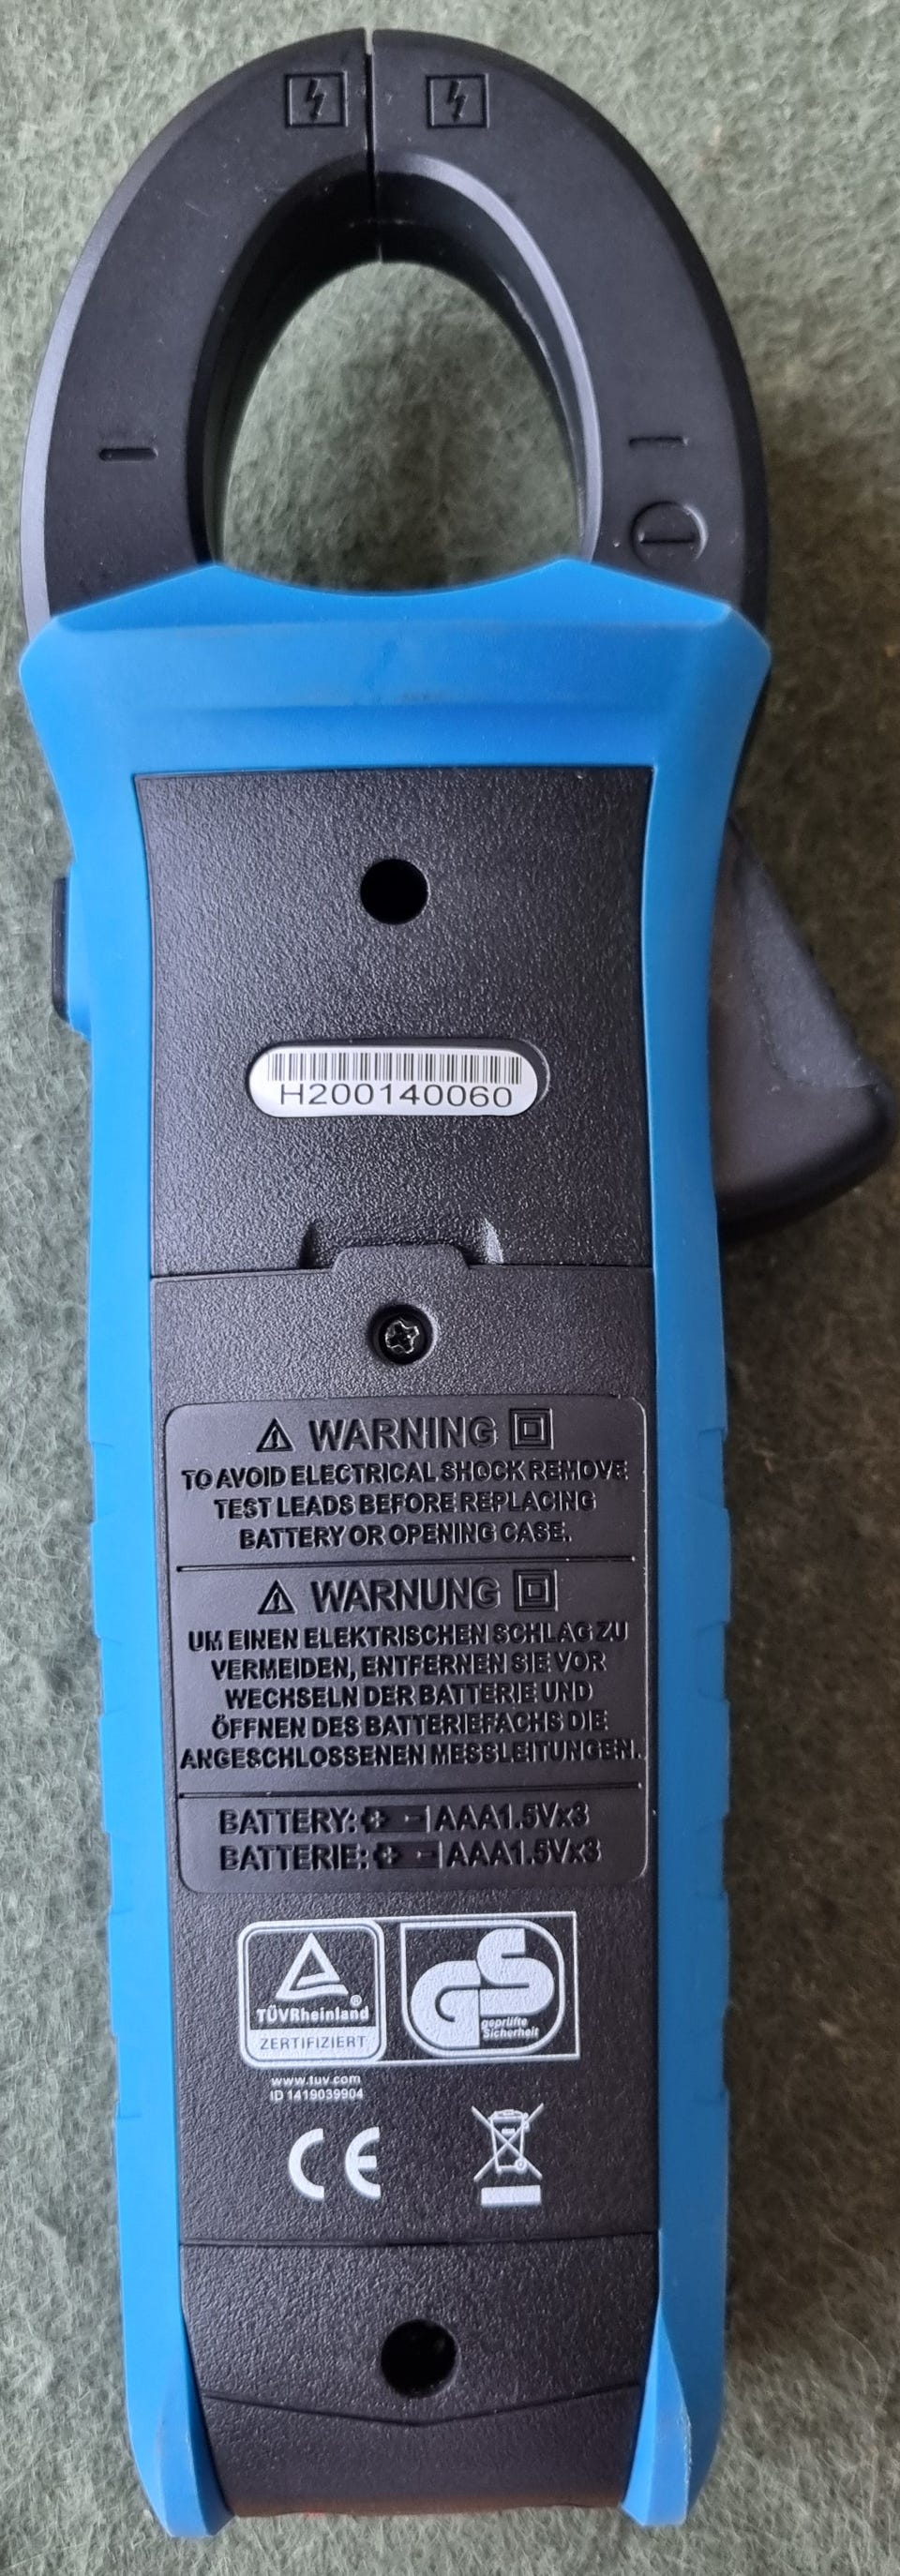 H200140060
WARNING
TO AVOID ELECTRICAL SHOCK REMOVE
TEST LEADS BEFORE REPLACING
BATTERY OR OPENING CASE.
WARNUNG
UM EINEN ELEKTRISCHEN SCHLAG ZU
VERMEIDEN, ENTFERNEN SIE VOR
WECHSELN DER BATTERIE UND
ÖFFNEN DES BATTERIEFACHS DIE
ANGESCHLOSSENEN MESSLEITUNGEN.
BATTERY: + - AAA1.5Vx3
BATTERIE: + - AAA1.5Vx3
TÜVRheinland®
ZERTIFIZIERT
GS
geprüfte
Sicherheit
www.tuv.com
ID 1419039904
CE